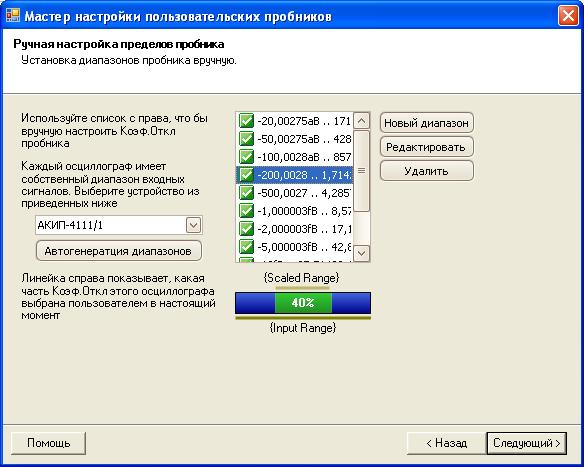 Мастер настройки пользовательских пробников
Ручная настройка пределов пробника
Установка диапазонов пробника вручную.
Используйте список с права, что бы
вручную настроить Коэф.Откл
пробника
Каждый осциллограф имеет
собственный диапазон входных
сигналов. Выберите устройство из
приведенных ниже
АКИП-4111/1
Автогенератция диапазонов
Линейка справа показывает, какая
часть Коэф.Откл этого осциллографа
выбрана пользователем в настоящий
момент
-20,00275аВ .. 171
-50,00275аВ .. 428
-100,0028аВ .. 857
-200,0028 .. 1,714
-500,0027 .. 4,285
-1,000003fВ .. 8,57
-2,000003fВ .. 17,1
-5,000003fВ .. 42,8
Новый диапазон
Редактировать
Удалить
{Scaled Range}
40%
{Input Range}
Помощь
< Назад
Следующий >